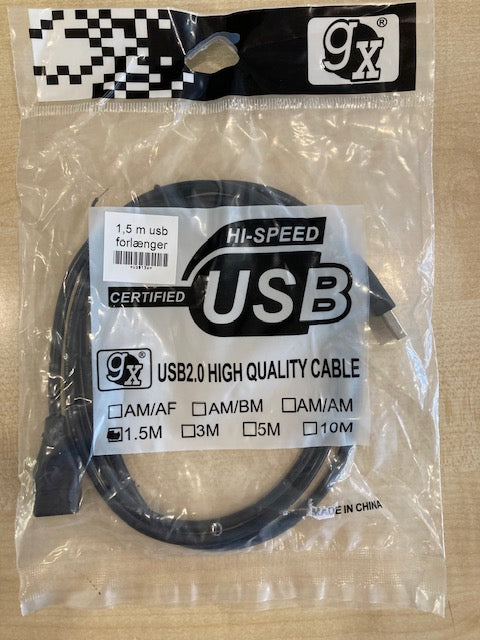 gx®
1,5 m usb
forlænger
HI-SPEED
CERTIFIED
USB
gx®
USB2.0 HIGH QUALITY CABLE
AM/AF AM/BM AM/AM
1.5M 3M 5M 10M
MADE IN CHINA